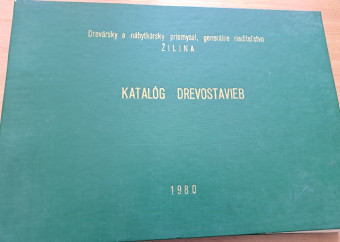 Drevársky a nábytkársky priemysel, generálne riaditeľstvo
ŽILINA
KATALÓG DREVOSTAVIEB
1980